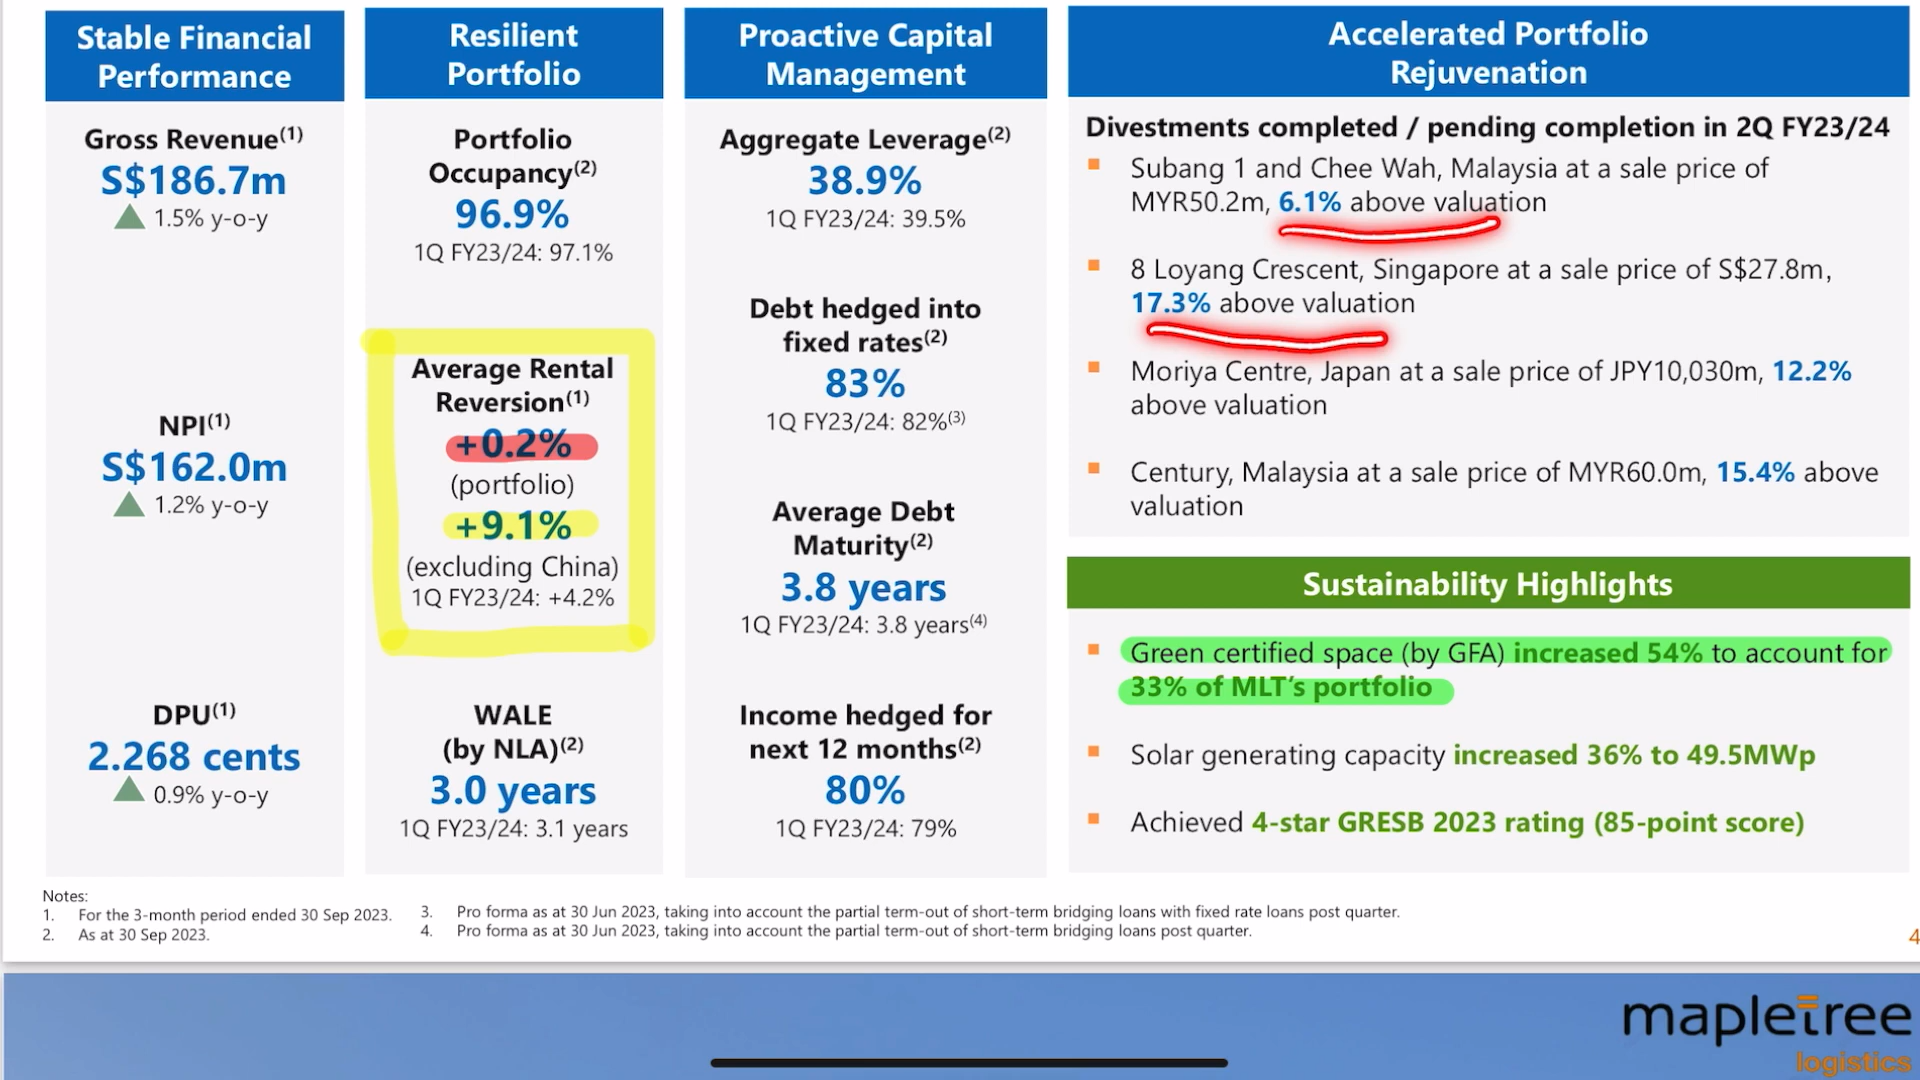 Stable Financial
Performance
Gross Revenue(1)
S$186.7m
1.5% y-o-y
NPI(1)
S$162.0m
1.2% y-o-y
DPU(1)
2.268 cents
0.9% y-o-y
Resilient
Portfolio
Portfolio
Occupancy(2)
96.9%
1Q FY23/24: 97.1%
Average Rental
Reversion(1)
+0.2%
(portfolio)
+9.1%
(excluding China)
1Q FY23/24: +4.2%
WALE
(by NLA)(2)
3.0 years
1Q FY23/24: 3.1 years
Proactive Capital
Management
Aggregate Leverage(2)
38.9%
1Q FY23/24: 39.5%
Debt hedged into
fixed rates(2)
83%
1Q FY23/24: 82%(3)
Average Debt
Maturity(2)
3.8 years
1Q FY23/24: 3.8 years(4)
Income hedged for
next 12 months(2)
80%
1Q FY23/24: 79%
Accelerated Portfolio
Rejuvenation
Divestments completed / pending completion in 2Q FY23/24
Subang 1 and Chee Wah, Malaysia at a sale price of
MYR50.2m, 6.1% above valuation
8 Loyang Crescent, Singapore at a sale price of S$27.8m,
17.3% above valuation
Moriya Centre, Japan at a sale price of JPY10,030m, 12.2%
above valuation
Century, Malaysia at a sale price of MYR60.0m, 15.4% above
valuation
Sustainability Highlights
Green certified space (by GFA) increased 54% to account for
33% of MLT's portfolio
Solar generating capacity increased 36% to 49.5MWp
Achieved 4-star GRESB 2023 rating (85-point score)
Notes:
1. For the 3-month period ended 30 Sep 2023.
2. As at 30 Sep 2023.
3. Pro forma as at 30 Jun 2023, taking into account the partial term-out of short-term bridging loans with fixed rate loans post quarter.
4. Pro forma as at 30 Jun 2023, taking into account the partial term-out of short-term bridging loans post quarter.
4
mapletree
logistics